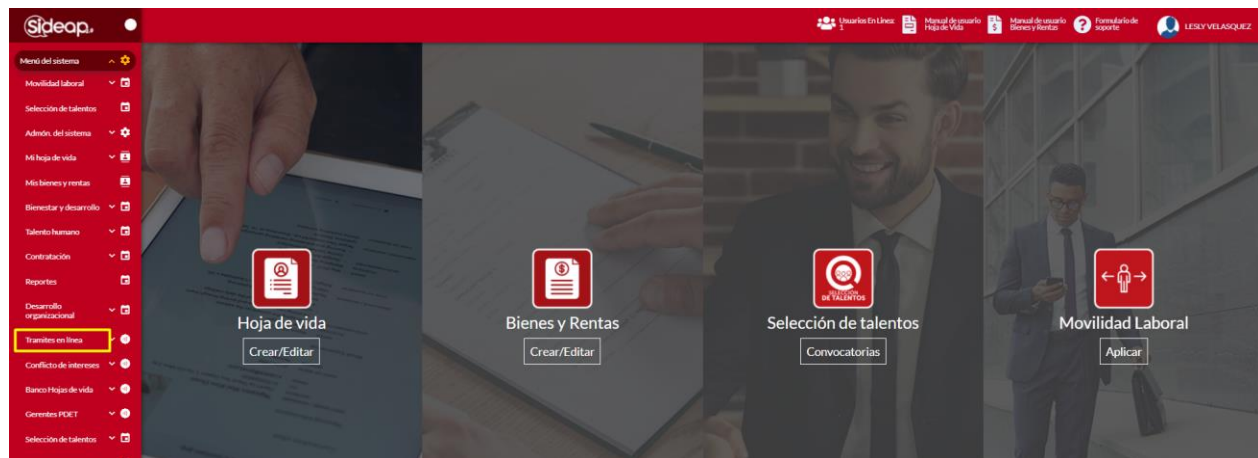 Sideap.
Usuarios En Linea:
1
Manual de usuario
Hoja de Vida
Manual de usuario
Bienes y Rentas
Formulario de
soporte
LESLY VELASQUEZ
Menú del sistema
Movilidad laboral
Selección de talentos
Admón. del sistema
Mi hoja de vida
Mis bienes y rentas
Bienestar y desarrollo
Talento humano
Contratación
Reportes
Desarrollo
organizacional
Tramites en línea
Conflicto de intereses
Banco Hojas de vida
Gerentes PDET
Selección de talentos
Hoja de vida
Crear/Editar
Bienes y Rentas
Crear/Editar
SELECCIÓN
DE TALENTOS
Selección de talentos
Convocatorias
Movilidad Laboral
Aplicar